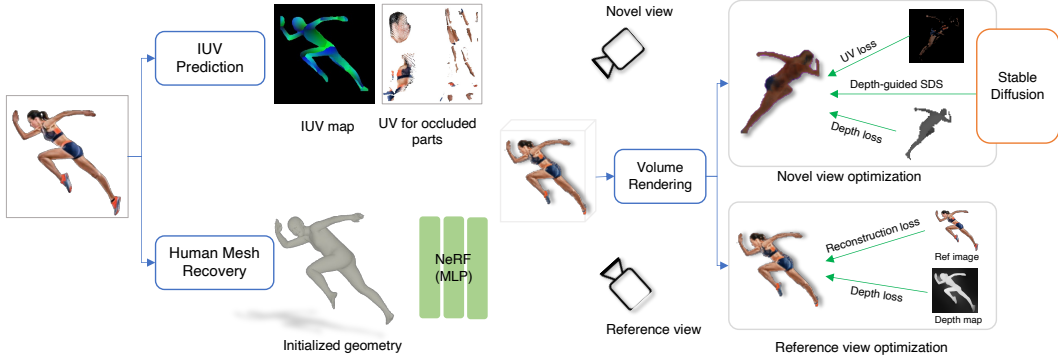 IUV
Prediction
IUV map
UV for occluded
parts
Human Mesh
Recovery
Initialized geometry
NeRF
(MLP)
Novel view
Volume
Rendering
Reference view
UV loss
Depth-guided SDS
Depth loss
Stable
Diffusion
Novel view optimization
Reconstruction loss
Ref image
Depth loss
Depth map
Reference view optimization